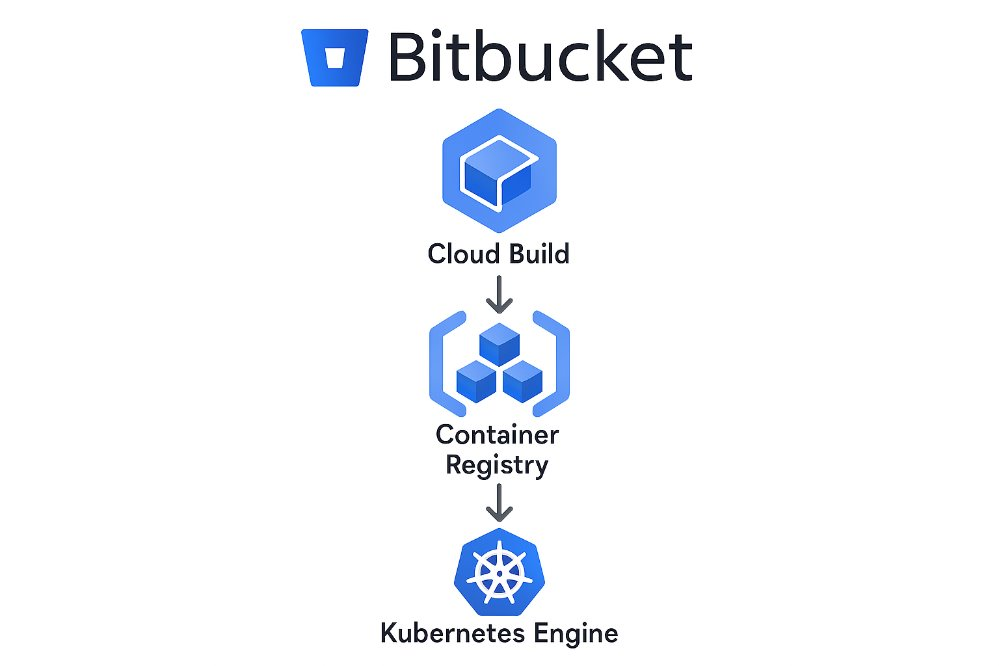 Bitbucket
Cloud Build
Container
Registry
Kubernetes Engine